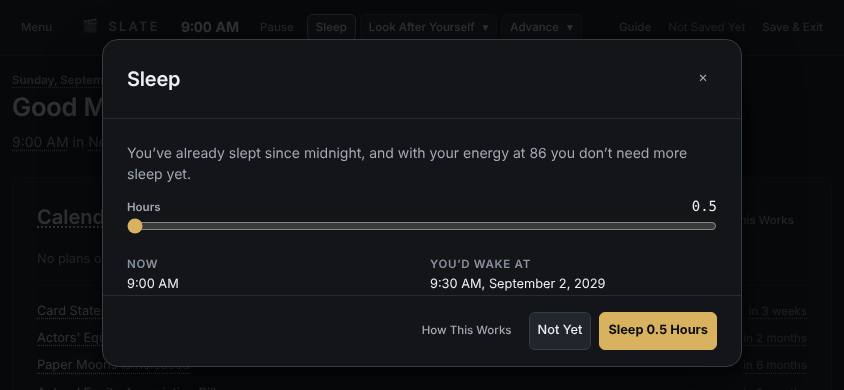 Menu 🎬 SLATE 9:00 AM Pause Sleep Look After Yourself ▾ Advance ▾ Guide Not Saved Yet Save & Exit
Sunday, Septem
Good M
9:00 AM in
Sleep ×
You’ve already slept since midnight, and with your energy at 86 you don’t need more
sleep yet.
Hours 0.5
NOW YOU’D WAKE AT
9:00 AM 9:30 AM, September 2, 2029
How This Works Not Yet Sleep 0.5 Hours
Calend his Works
No plans o
Card State in 3 weeks
Actors’ Equ in 2 months
Paper Moons in 6 months